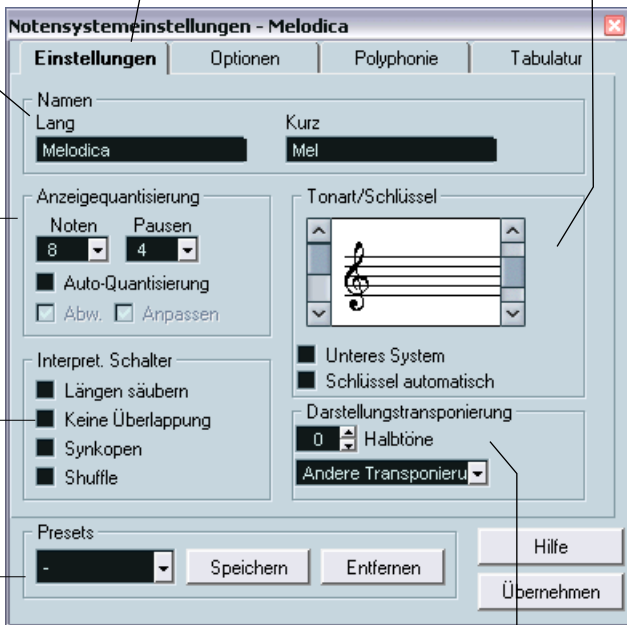 Notensystemeinstellungen - Melodica
Einstellungen Optionen Polyphonie Tabulatur
Namen
Lang Kurz
Melodica Mel
Anzeigequantisierung
Noten Pausen
8 4
Auto-Quantisierung
Abw. Anpassen
Tonart/Schlüssel
Unteres System
Schlüssel automatisch
Interpret. Schalter
Längen säubern
Keine Überlappung
Synkopen
Shuffle
Darstellungstransponierung
0 Halbtöne
Andere Transponieru
Presets
- Speichern Entfernen
Hilfe
Übernehmen